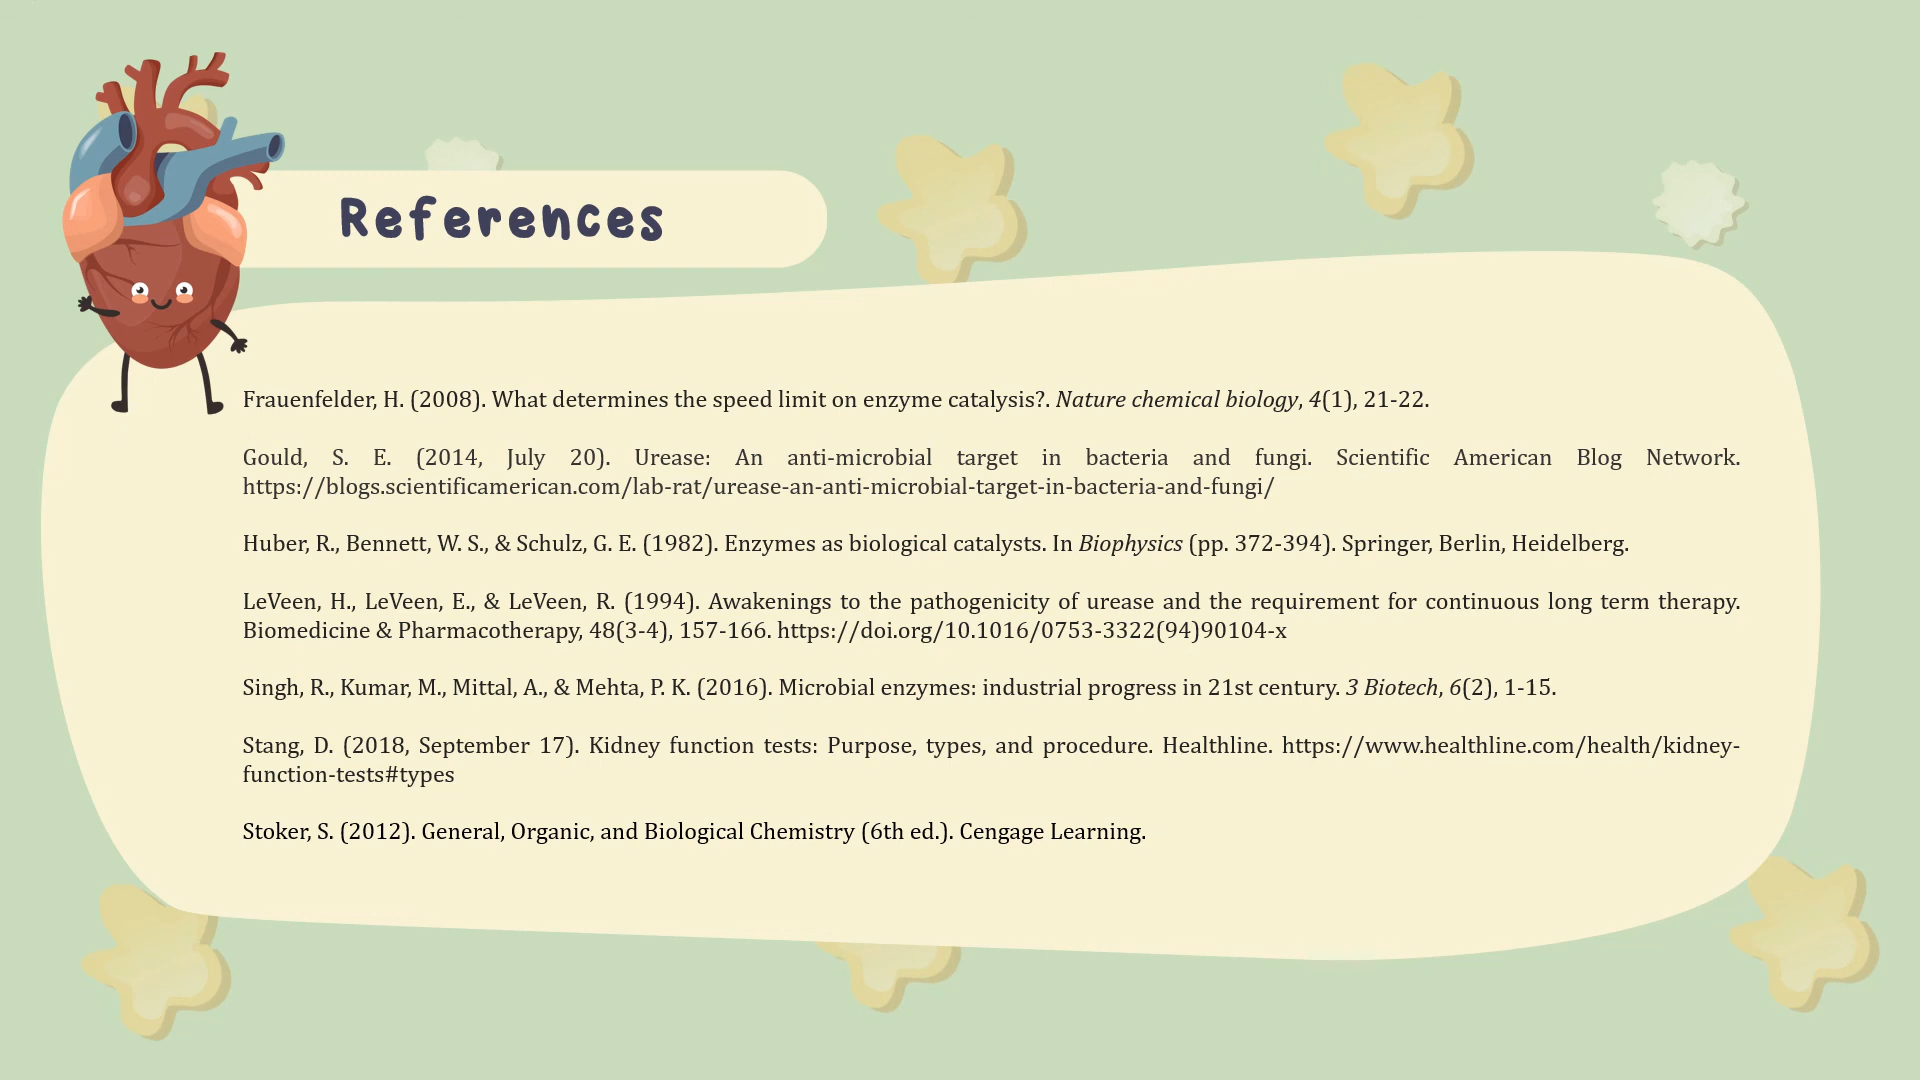 References
Frauenfelder, H. (2008). What determines the speed limit on enzyme catalysis?. Nature chemical biology, 4(1), 21-22.
Gould, S. E. (2014, July 20). Urease: An anti-microbial target in bacteria and fungi. Scientific American Blog Network.
https://blogs.scientificamerican.com/lab-rat/urease-an-anti-microbial-target-in-bacteria-and-fungi/
Huber, R., Bennett, W. S., & Schulz, G. E. (1982). Enzymes as biological catalysts. In Biophysics (pp. 372-394). Springer, Berlin, Heidelberg.
LeVeen, H., LeVeen, E., & LeVeen, R. (1994). Awakenings to the pathogenicity of urease and the requirement for continuous long term therapy.
Biomedicine & Pharmacotherapy, 48(3-4), 157-166. https://doi.org/10.1016/0753-3322(94)90104-x
Singh, R., Kumar, M., Mittal, A., & Mehta, P. K. (2016). Microbial enzymes: industrial progress in 21st century. 3 Biotech, 6(2), 1-15.
Stang, D. (2018, September 17). Kidney function tests: Purpose, types, and procedure. Healthline. https://www.healthline.com/health/kidney-
function-tests#types
Stoker, S. (2012). General, Organic, and Biological Chemistry (6th ed.). Cengage Learning.